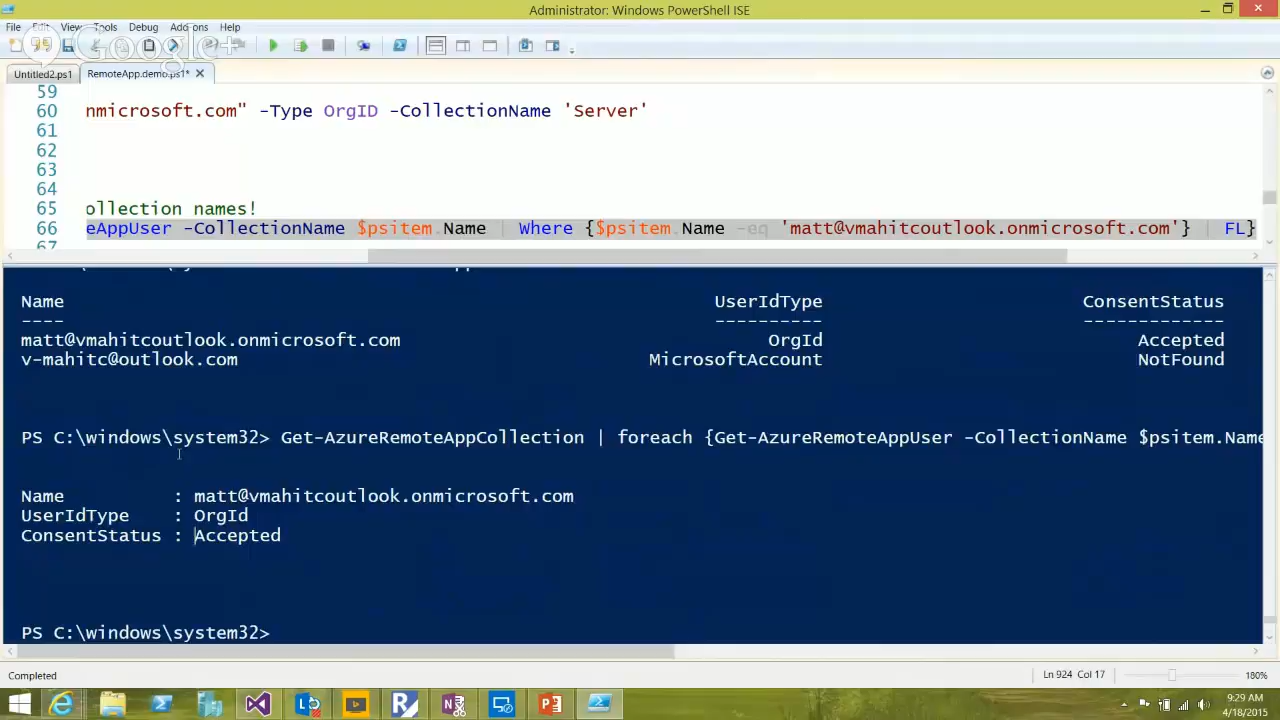 Administrator: Windows PowerShell ISE
File Edit View Tools Debug Add-ons Help
Google+
Untitled2.ps1 RemoteApp.demo.ps1*
59
60 nmicrosoft.com" -Type OrgID -CollectionName 'Server'
61
62
63
64
65 ollection names!
66 eAppUser -CollectionName $psitem.Name | Where {$psitem.Name -eq 'matt@vmahitcoutlook.onmicrosoft.com'} | FL}
67
Name UserIdType ConsentStatus
---- ---------- -------------
matt@vmahitcoutlook.onmicrosoft.com OrgId Accepted
v-mahitc@outlook.com MicrosoftAccount NotFound
PS C:\windows\system32> Get-AzureRemoteAppCollection | foreach {Get-AzureRemoteAppUser -CollectionName $psitem.Name
Name : matt@vmahitcoutlook.onmicrosoft.com
UserIdType : OrgId
ConsentStatus : Accepted
PS C:\windows\system32>
Completed Ln 924 Col 17 180%
9:29 AM
4/18/2015